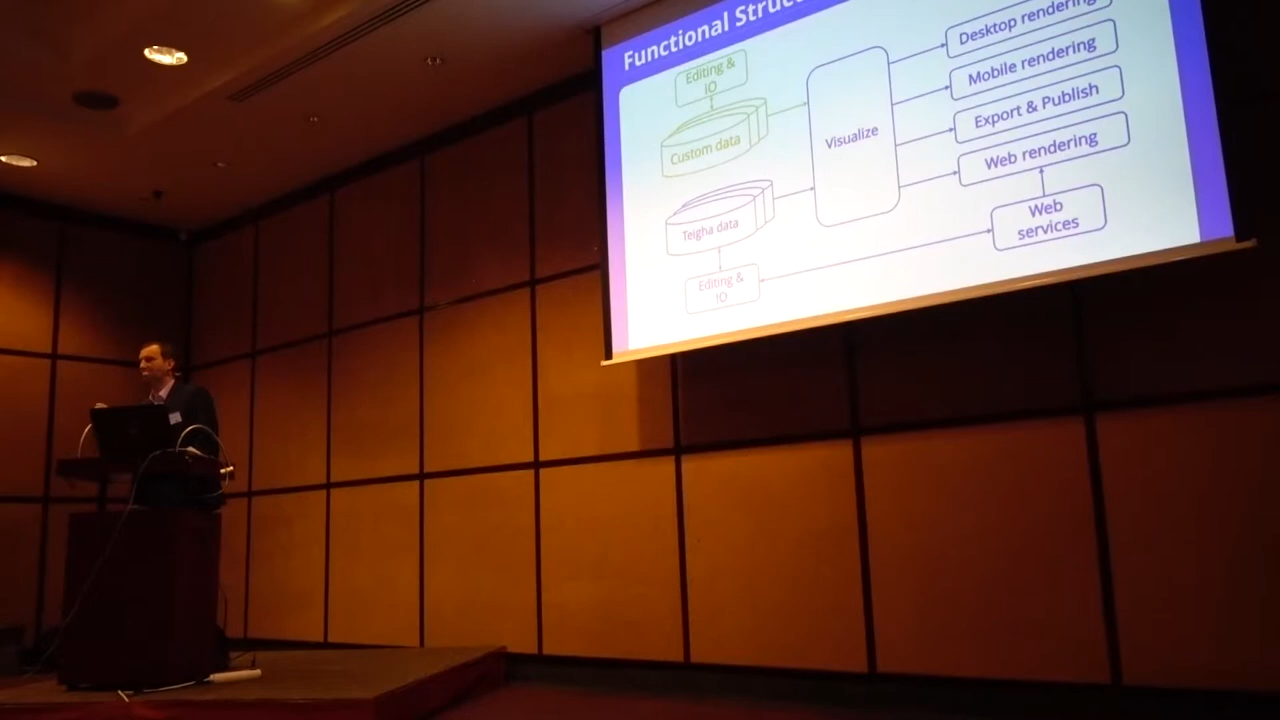 Functional Struc
Editing &
IO
Custom data
Teigha data
Editing &
IO
Visualize
Desktop rendering
Mobile rendering
Export & Publish
Web rendering
Web
services